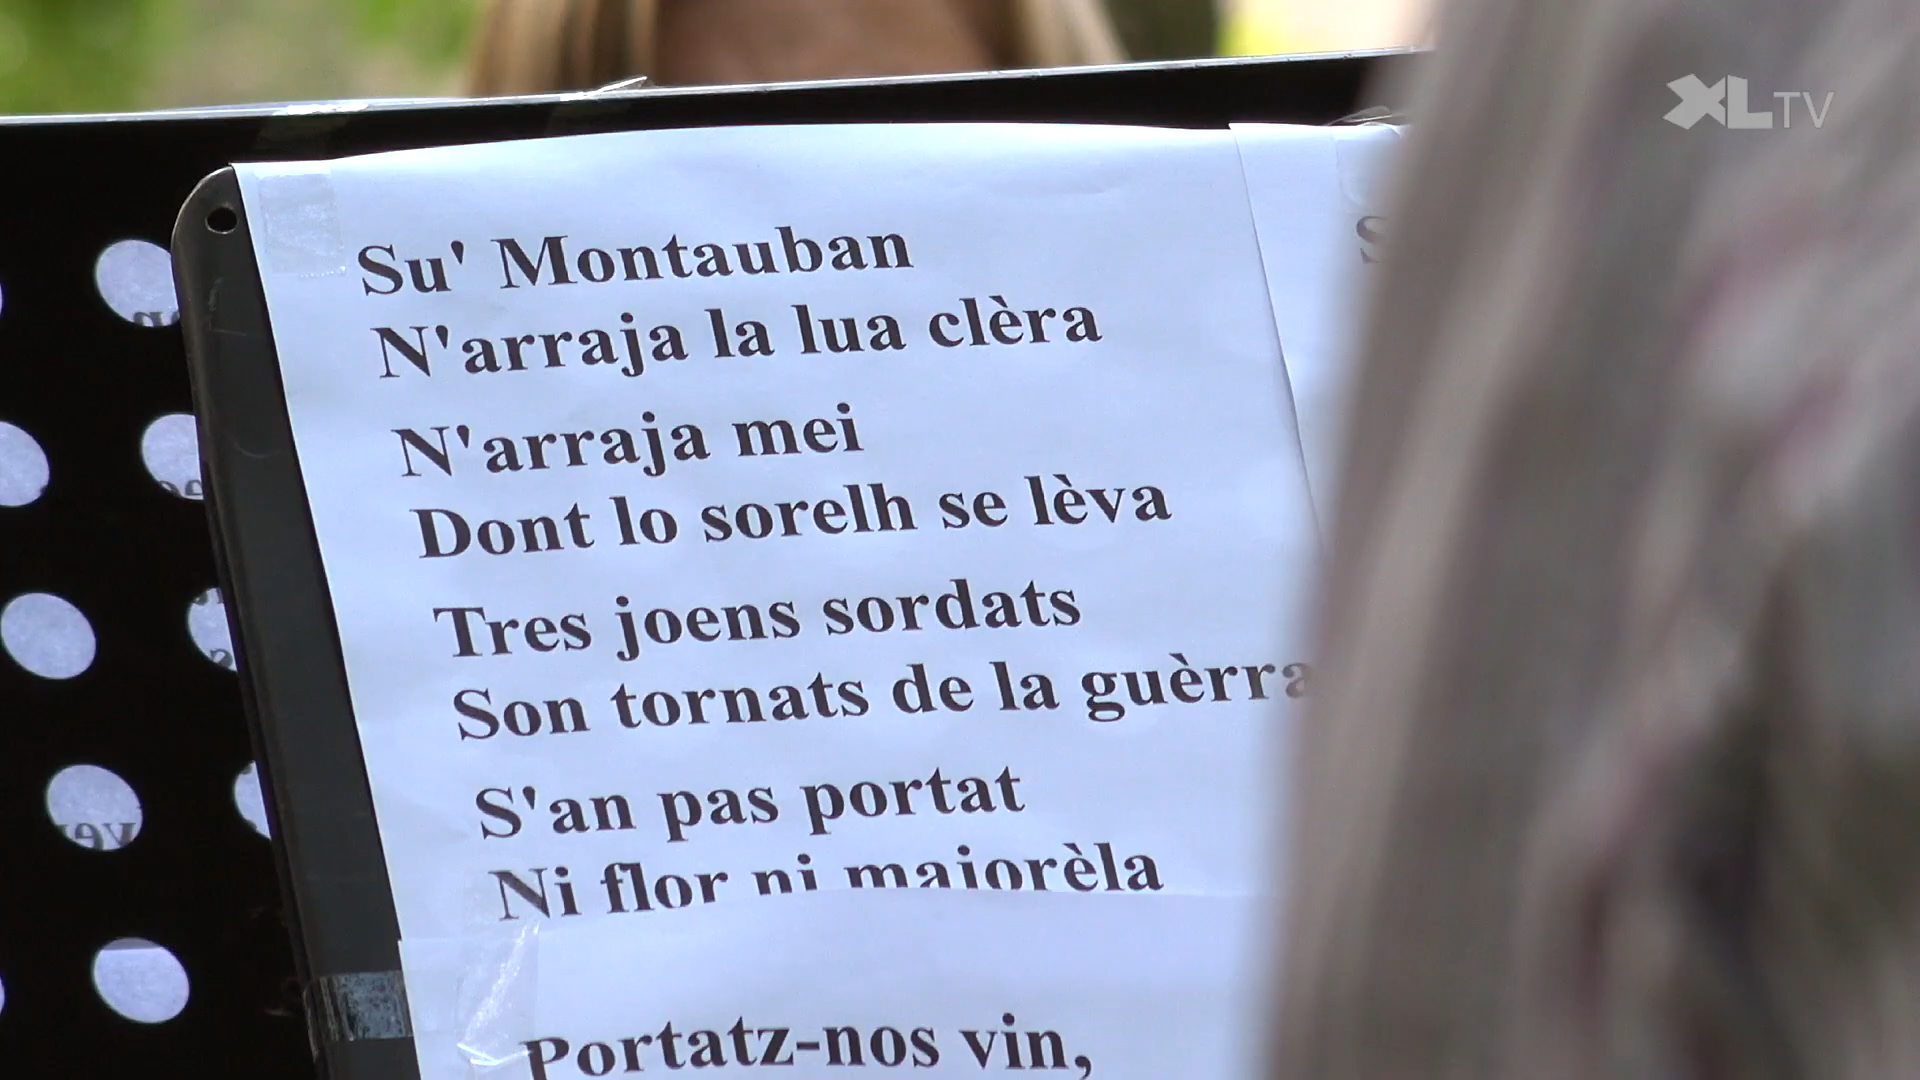 XLTV
Su' Montauban
N'arraja la lua clèra
N'arraja mei
Dont lo sorelh se lèva
Tres joens sordats
Son tornats de la guèrra
S'an pas portat
Ni flor ni maiorèla
Portatz-nos vin,